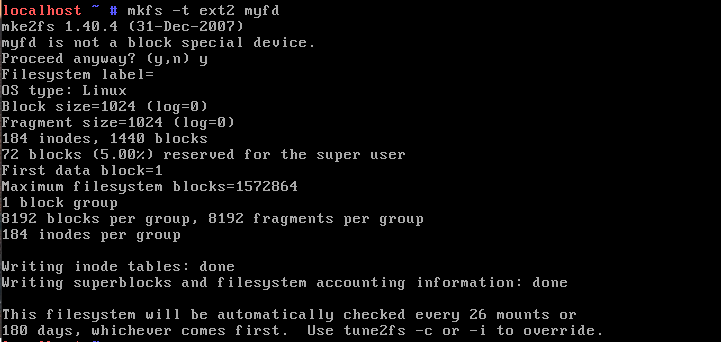 localhost ~ # mkfs -t ext2 myfd
mke2fs 1.40.4 (31-Dec-2007)
myfd is not a block special device.
Proceed anyway? (y,n) y
Filesystem label=
OS type: Linux
Block size=1024 (log=0)
Fragment size=1024 (log=0)
184 inodes, 1440 blocks
72 blocks (5.00%) reserved for the super user
First data block=1
Maximum filesystem blocks=1572864
1 block group
8192 blocks per group, 8192 fragments per group
184 inodes per group
Writing inode tables: done
Writing superblocks and filesystem accounting information: done
This filesystem will be automatically checked every 26 mounts or
180 days, whichever comes first.  Use tune2fs -c or -i to override.